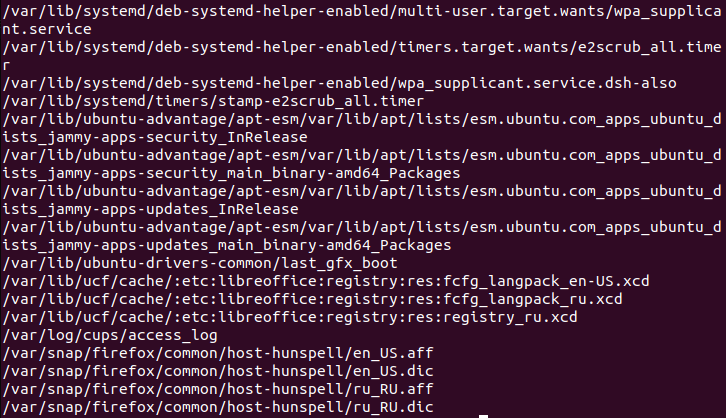 /var/lib/systemd/deb-systemd-helper-enabled/multi-user.target.wants/wpa_supplica
nt.service
/var/lib/systemd/deb-systemd-helper-enabled/timers.target.wants/e2scrub_all.time
r
/var/lib/systemd/deb-systemd-helper-enabled/wpa_supplicant.service.dsh-also
/var/lib/systemd/timers/stamp-e2scrub_all.timer
/var/lib/ubuntu-advantage/apt-esm/var/lib/apt/lists/esm.ubuntu.com_apps_ubuntu_d
ists_jammy-apps-security_InRelease
/var/lib/ubuntu-advantage/apt-esm/var/lib/apt/lists/esm.ubuntu.com_apps_ubuntu_d
ists_jammy-apps-security_main_binary-amd64_Packages
/var/lib/ubuntu-advantage/apt-esm/var/lib/apt/lists/esm.ubuntu.com_apps_ubuntu_d
ists_jammy-apps-updates_InRelease
/var/lib/ubuntu-advantage/apt-esm/var/lib/apt/lists/esm.ubuntu.com_apps_ubuntu_d
ists_jammy-apps-updates_main_binary-amd64_Packages
/var/lib/ubuntu-drivers-common/last_gfx_boot
/var/lib/ucf/cache/:etc:libreoffice:registry:res:fcfg_langpack_en-US.xcd
/var/lib/ucf/cache/:etc:libreoffice:registry:res:fcfg_langpack_ru.xcd
/var/lib/ucf/cache/:etc:libreoffice:registry:res:registry_ru.xcd
/var/log/cups/access_log
/var/snap/firefox/common/host-hunspell/en_US.aff
/var/snap/firefox/common/host-hunspell/en_US.dic
/var/snap/firefox/common/host-hunspell/ru_RU.aff
/var/snap/firefox/common/host-hunspell/ru_RU.dic